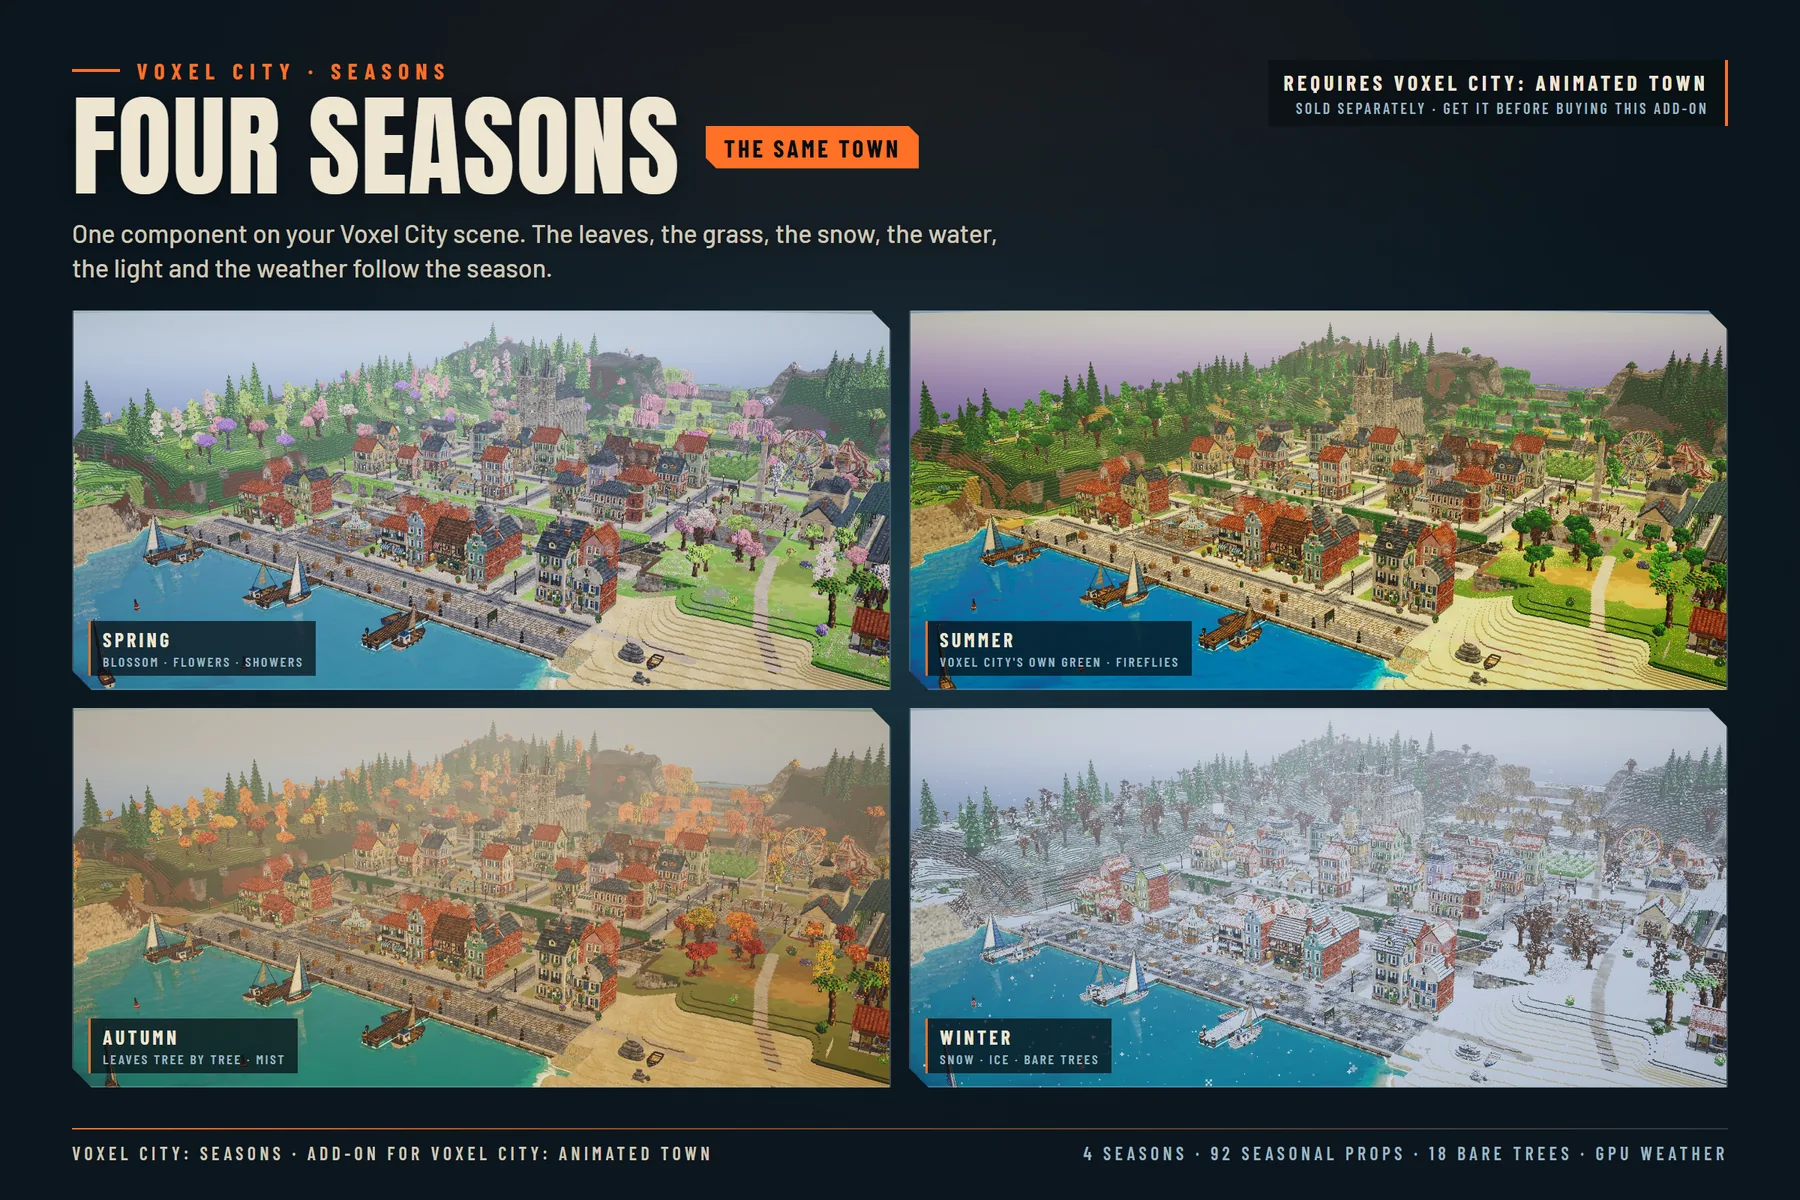 VOXEL CITY · SEASONS
FOUR SEASONS
THE SAME TOWN
REQUIRES VOXEL CITY: ANIMATED TOWN
SOLD SEPARATELY · GET IT BEFORE BUYING THIS ADD-ON
One component on your Voxel City scene. The leaves, the grass, the snow, the water,
the light and the weather follow the season.
SPRING
BLOSSOM · FLOWERS · SHOWERS
SUMMER
VOXEL CITY'S OWN GREEN · FIREFLIES
AUTUMN
LEAVES TREE BY TREE · MIST
WINTER
SNOW · ICE · BARE TREES
VOXEL CITY: SEASONS · ADD-ON FOR VOXEL CITY: ANIMATED TOWN
4 SEASONS · 92 SEASONAL PROPS · 18 BARE TREES · GPU WEATHER